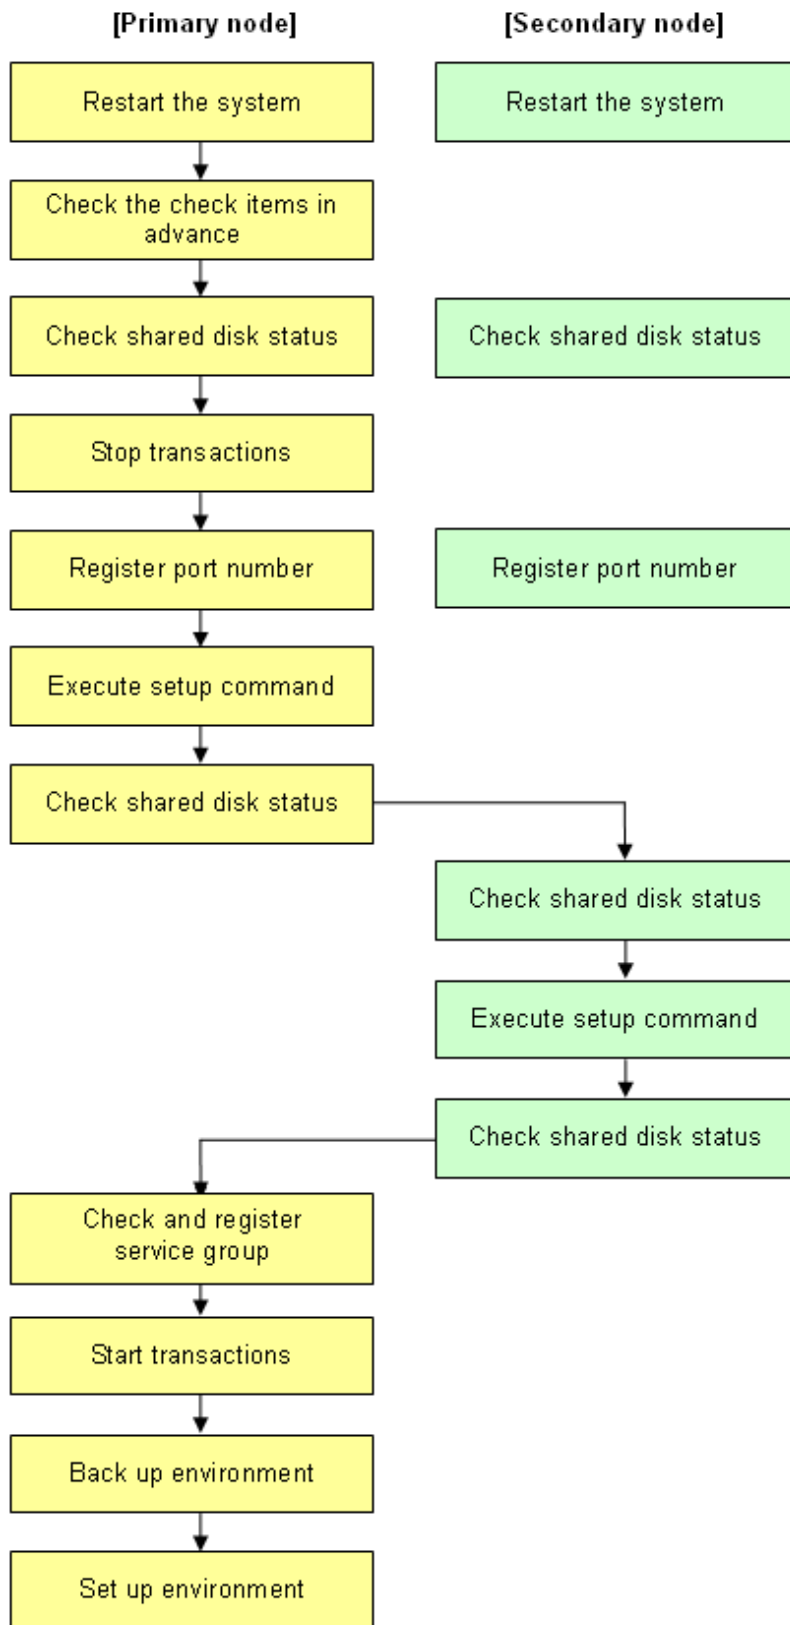 [Primary node]
[Secondary node]
Restart the system
Restart the system
Check the check items in
advance
Check shared disk status
Check shared disk status
Stop transactions
Register port number
Register port number
Execute setup command
Check shared disk status
Check shared disk status
Execute setup command
Check shared disk status
Check and register
service group
Start transactions
Back up environment
Set up environment